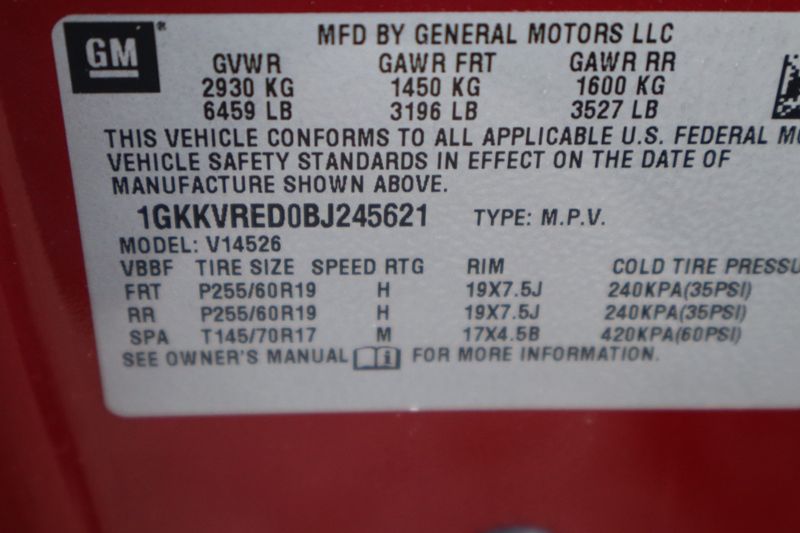 GM ®
MFD BY GENERAL MOTORS LLC
GVWR GAWR FRT GAWR RR
2930 KG 1450 KG 1600 KG
6459 LB 3196 LB 3527 LB
THIS VEHICLE CONFORMS TO ALL APPLICABLE U.S. FEDERAL
VEHICLE SAFETY STANDARDS IN EFFECT ON THE DATE OF
MANUFACTURE SHOWN ABOVE.
1GKKVRED0BJ245621 TYPE: M.P.V.
MODEL: V14526
VBBF TIRE SIZE SPEED RTG RIM COLD TIRE PRESSU
FRT P255/60R19 H 19X7.5J 240KPA(35PSI)
RR P255/60R19 H 19X7.5J 240KPA(35PSI)
SPA T145/70R17 M 17X4.5B 420KPA(60PSI)
SEE OWNER'S MANUAL i FOR MORE INFORMATION.